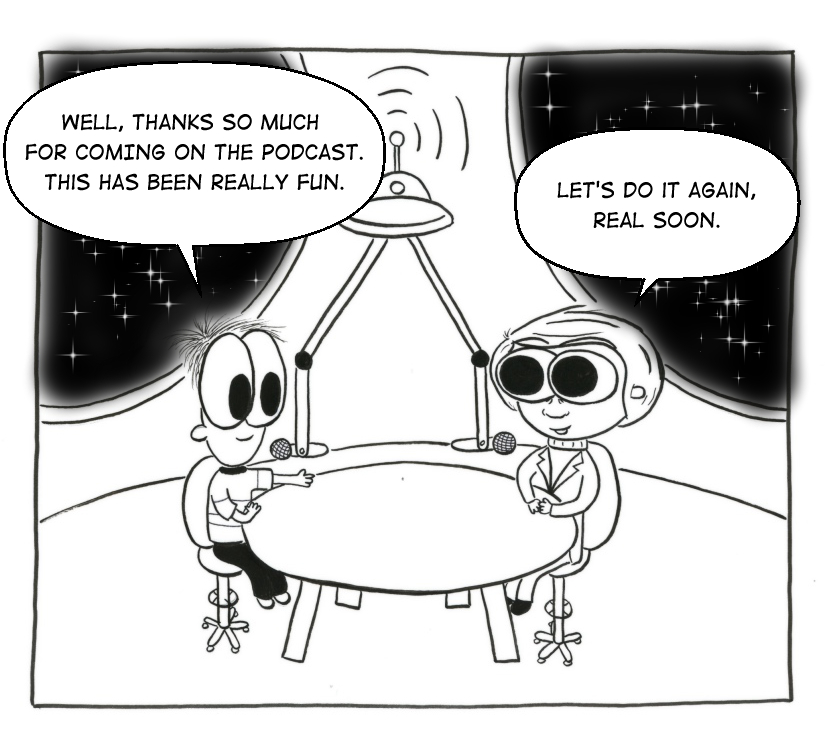 WELL, THANKS SO MUCH
FOR COMING ON THE PODCAST.
THIS HAS BEEN REALLY FUN.
LET'S DO IT AGAIN,
REAL SOON.